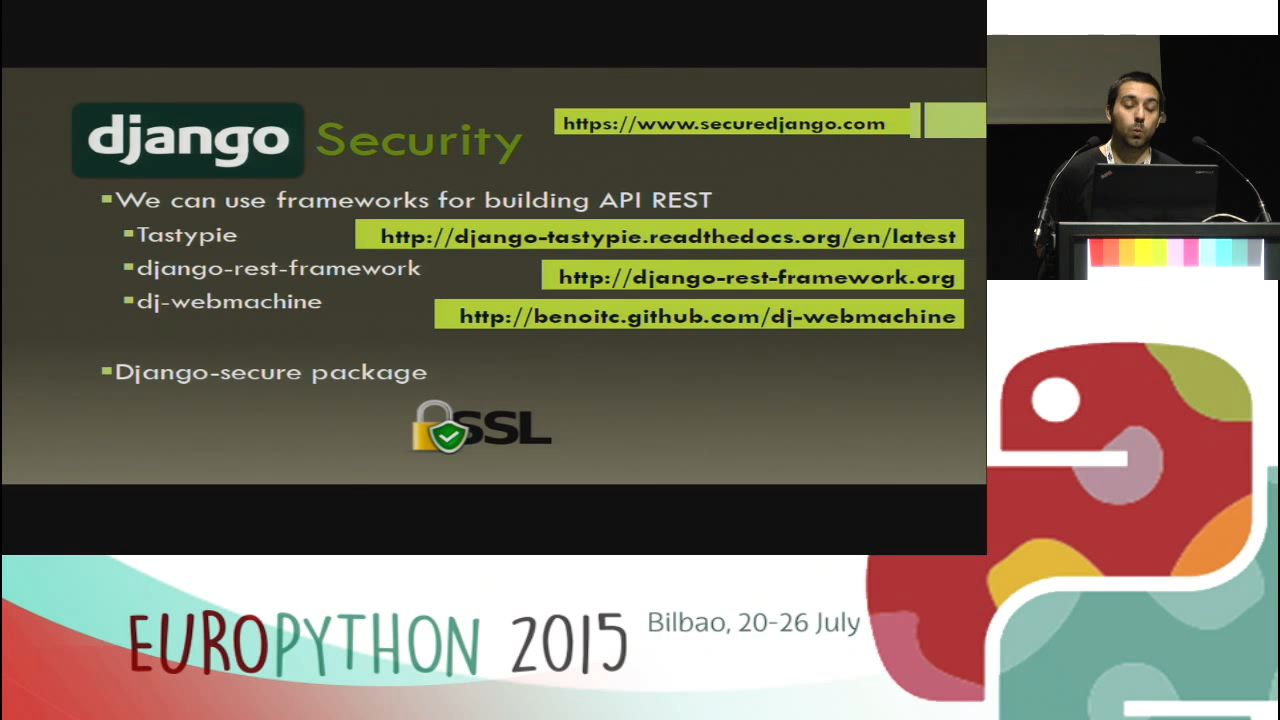 django Security
https://www.securedjango.com
We can use frameworks for building API REST
Tastypie
http://django-tastypie.readthedocs.org/en/latest
django-rest-framework
http://django-rest-framework.org
dj-webmachine
http://benoitc.github.com/dj-webmachine
Django-secure package
SSL
EUROPYTHON 2015
Bilbao, 20-26 July